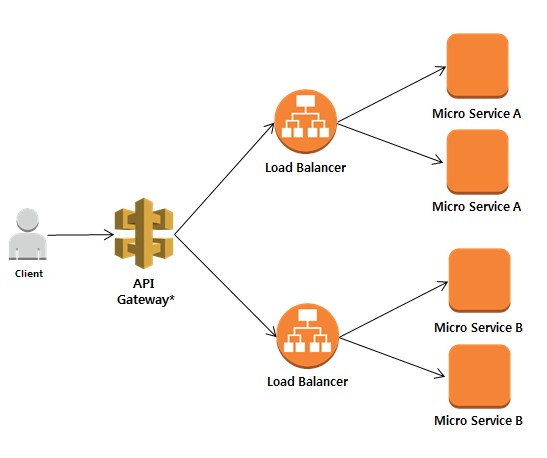 Micro Service A
Load Balancer
Micro Service A
Client
API
Gateway*
Micro Service B
Load Balancer
Micro Service B